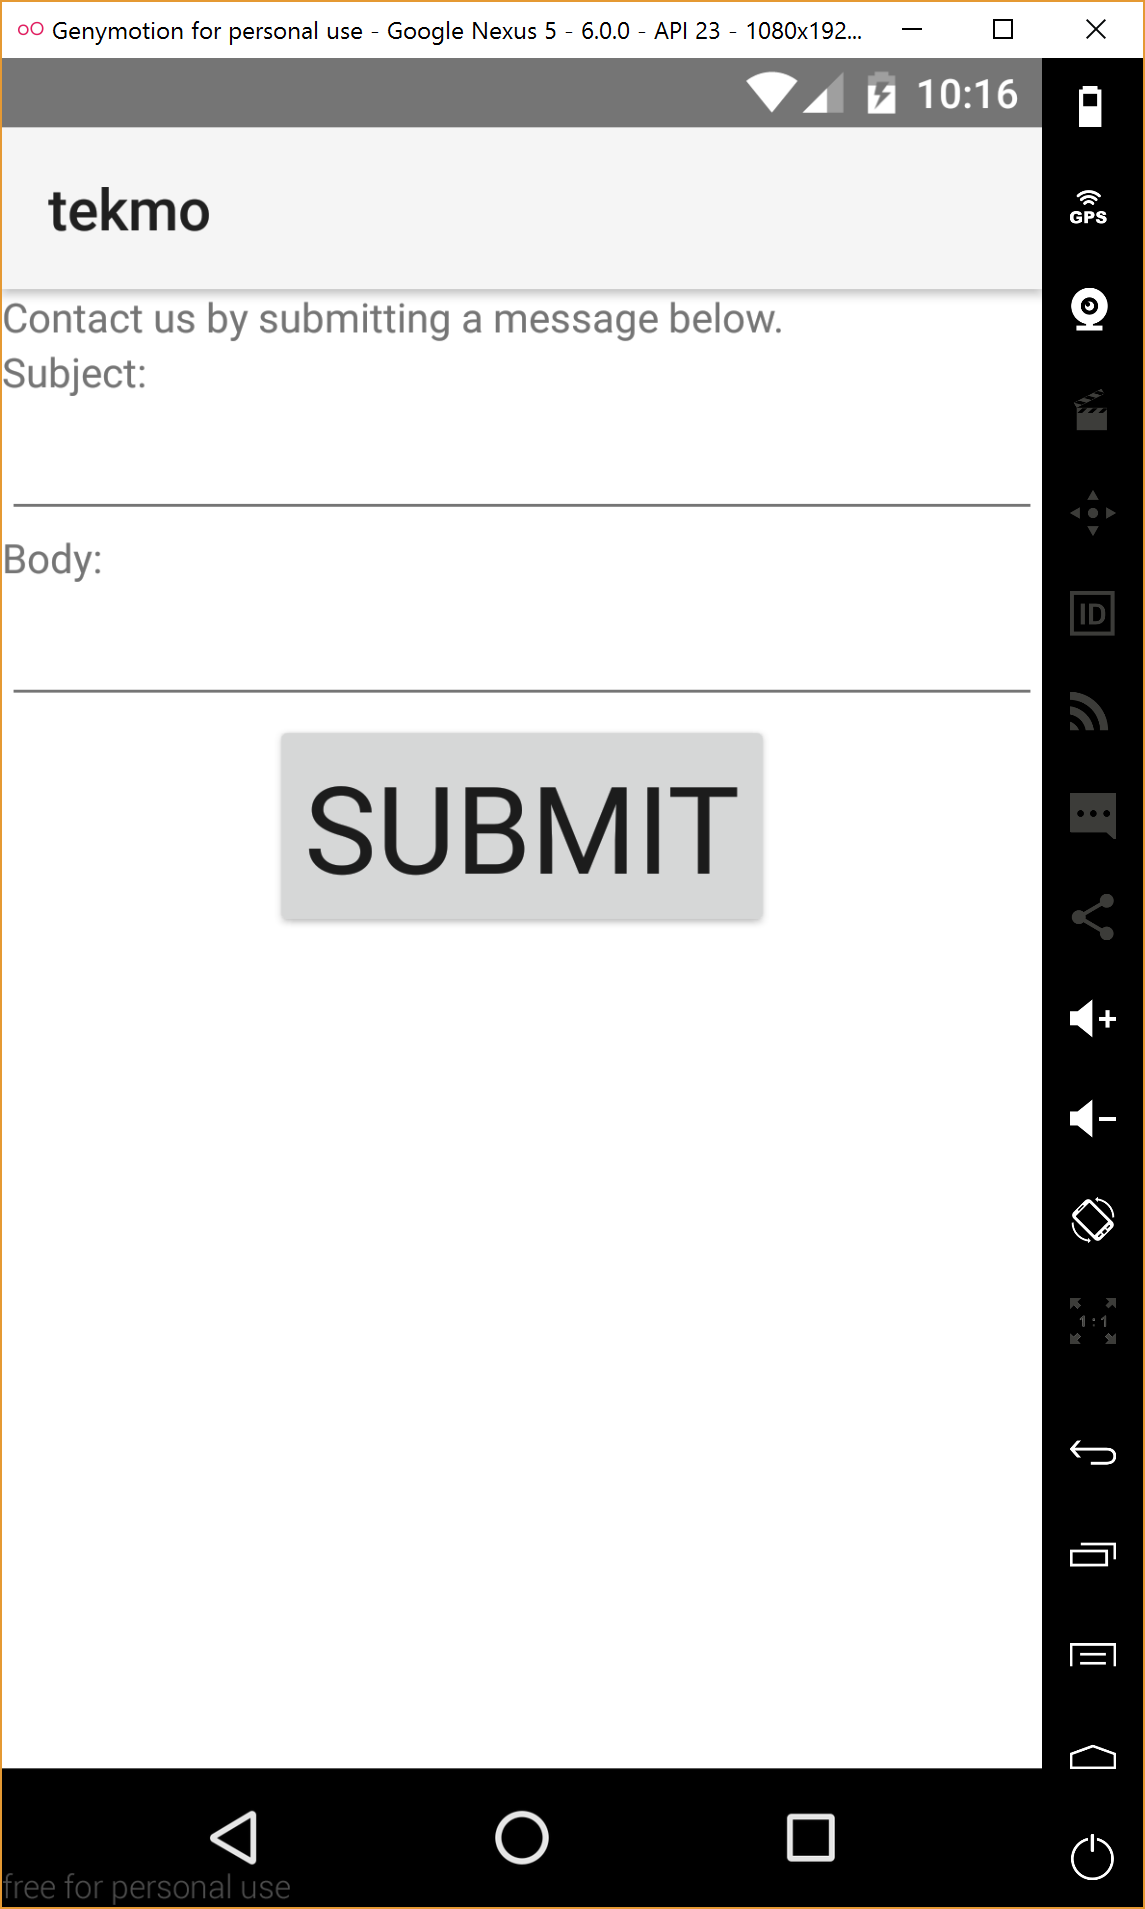 Genymotion for personal use - Google Nexus 5 - 6.0.0 - API 23 - 1080x192...
10:16
tekmo
GPS
Contact us by submitting a message below.
Subject:
Body:
ID
SUBMIT
1:1
free for personal use